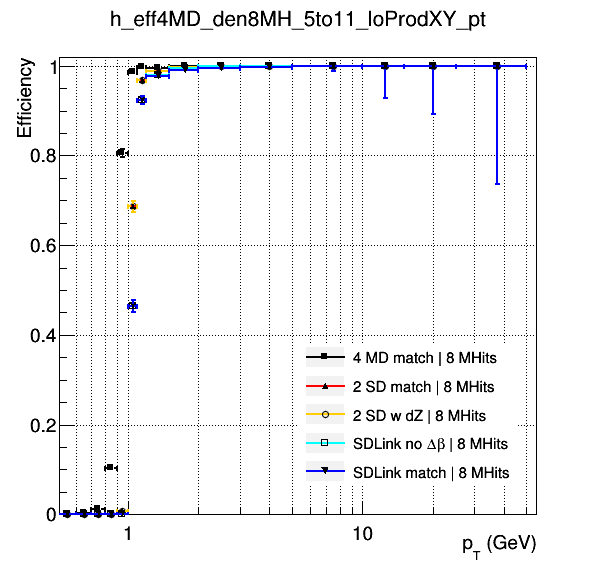 h_eff4MD_den8MH_5to11_loProdXY_pt
Efficiency
1
0.8
0.6
0.4
0.2
0
4 MD match | 8 MHits
2 SD match | 8 MHits
2 SD w dZ | 8 MHits
SDLink no Δβ | 8 MHits
SDLink match | 8 MHits
1
10
p_T (GeV)